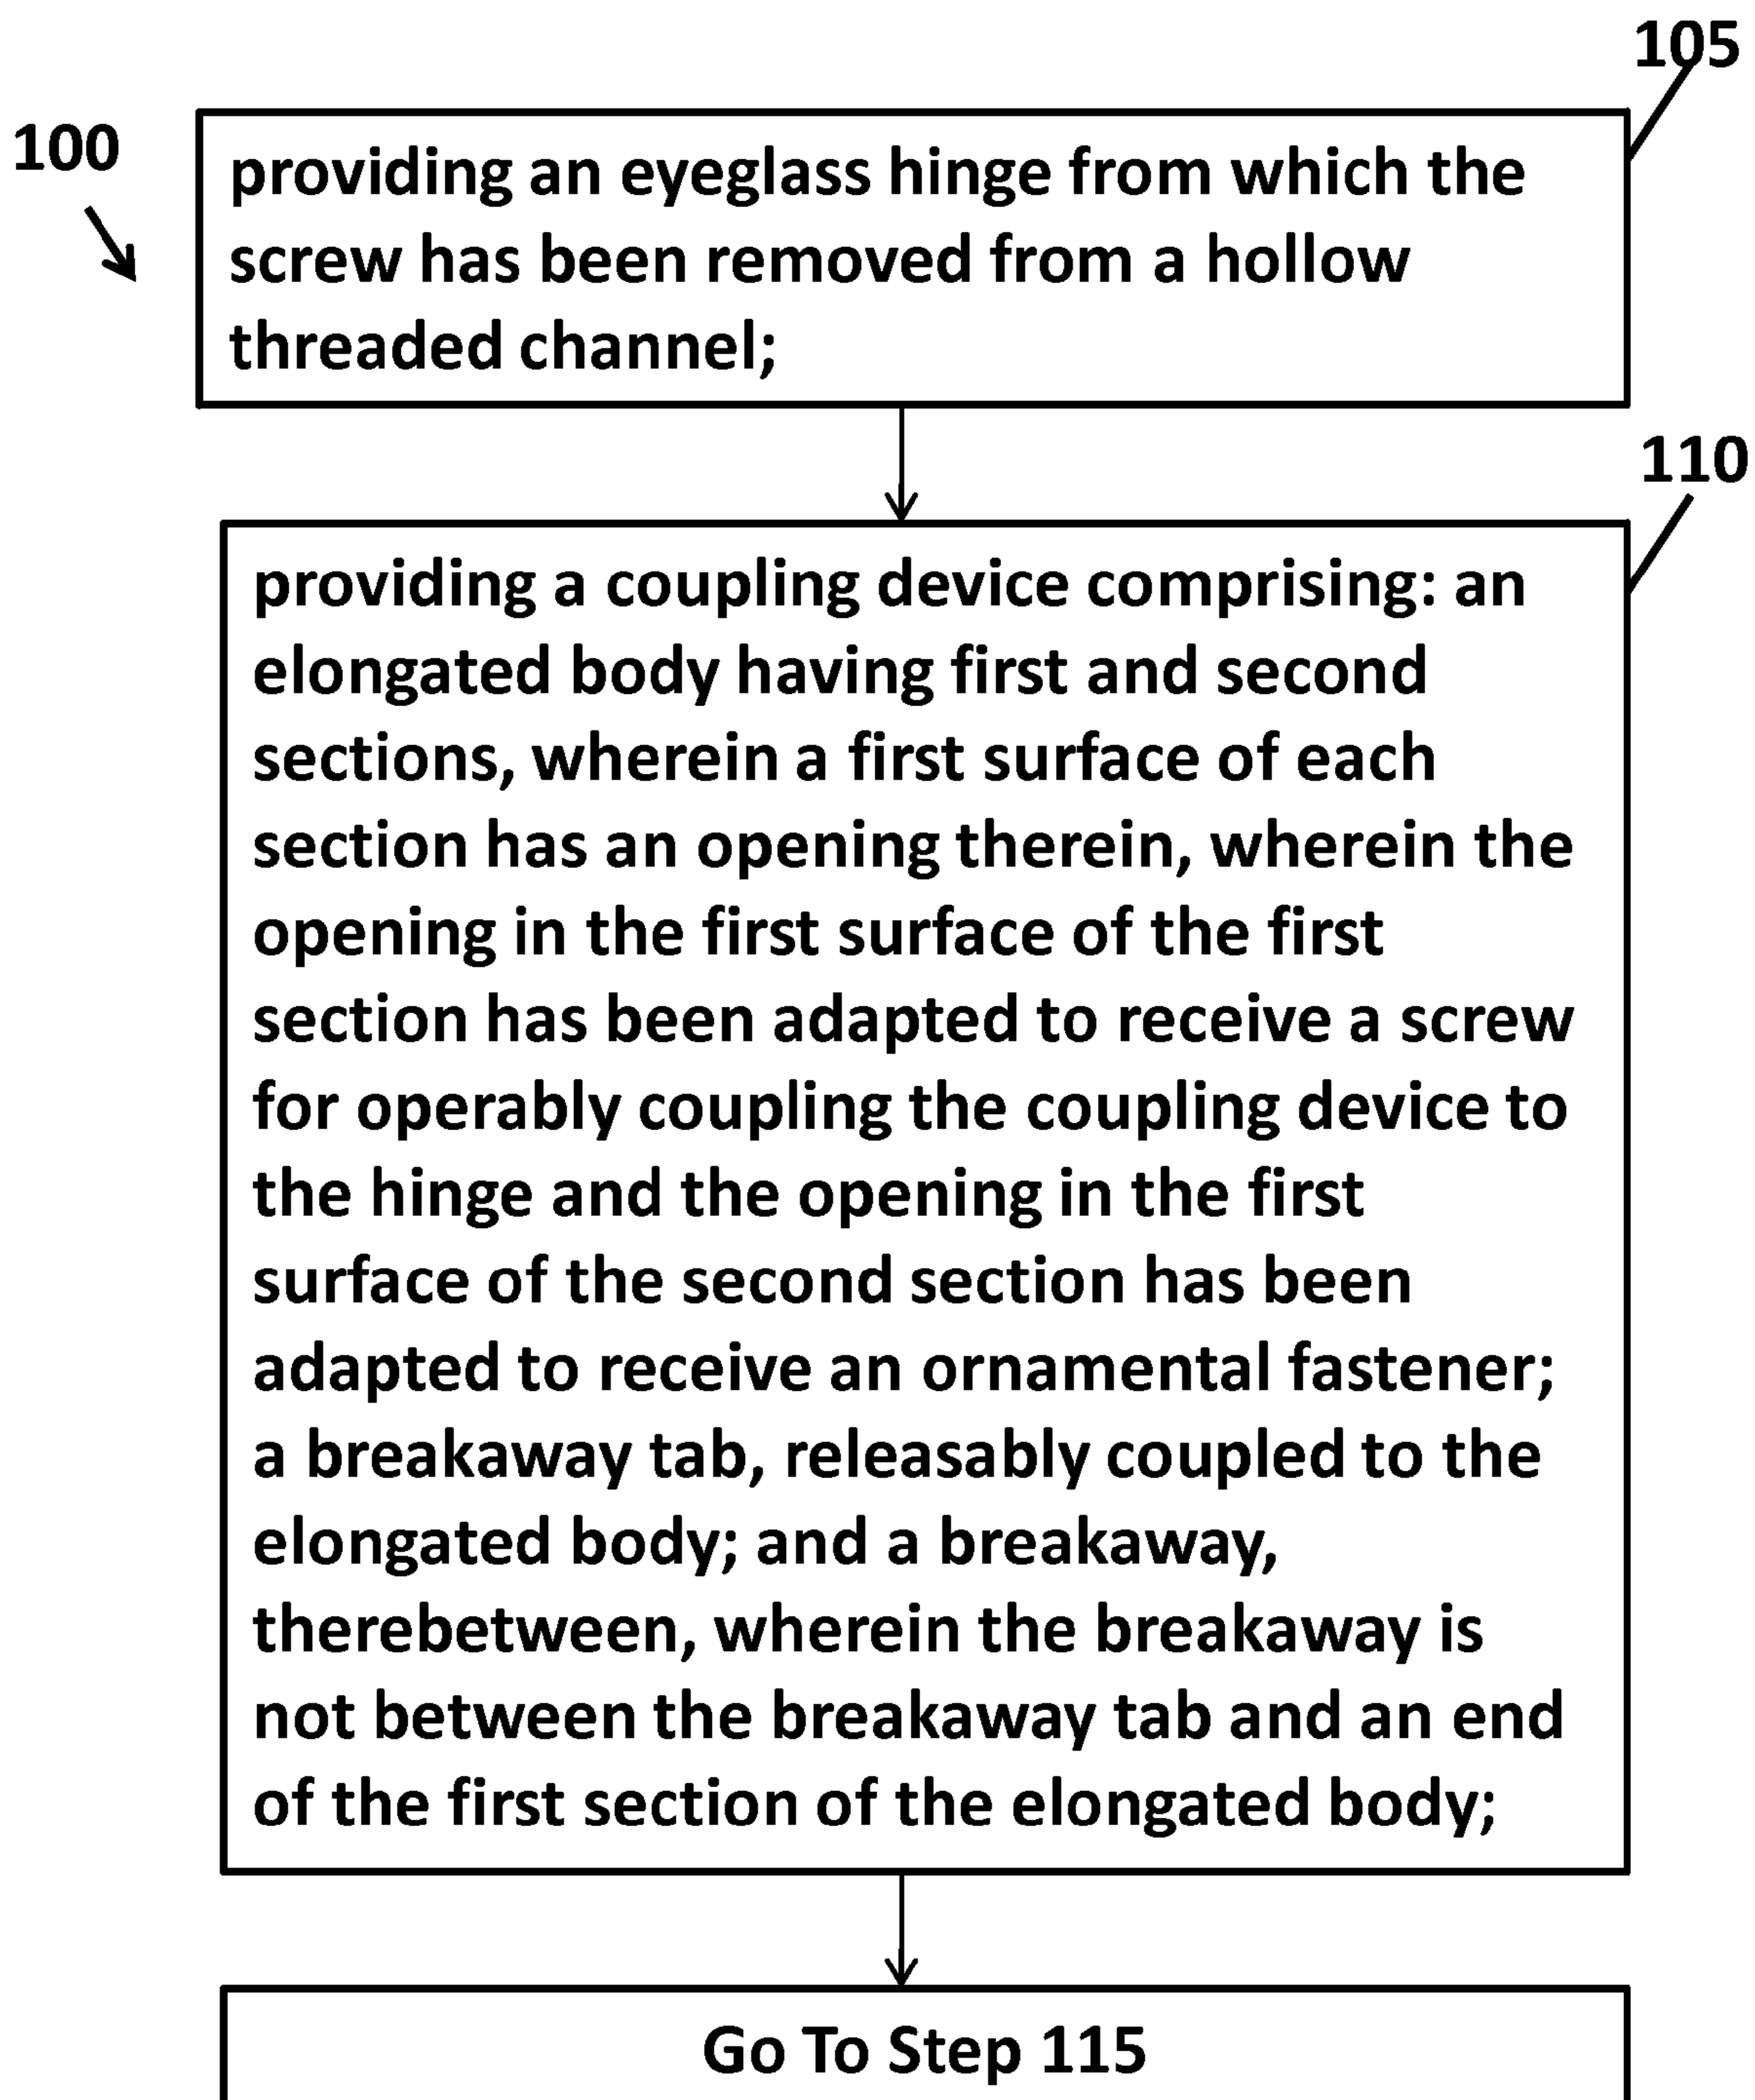 105
100
providing an eyeglass hinge from which the
screw has been removed from a hollow
threaded channel;
110
providing a coupling device comprising: an
elongated body having first and second
sections, wherein a first surface of each
section has an opening therein, wherein the
opening in the first surface of the first
section has been adapted to receive a screw
for operably coupling the coupling device to
the hinge and the opening in the first
surface of the second section has been
adapted to receive an ornamental fastener;
a breakaway tab, releasably coupled to the
elongated body; and a breakaway,
therebetween, wherein the breakaway is
not between the breakaway tab and an end
of the first section of the elongated body;
Go To Step 115